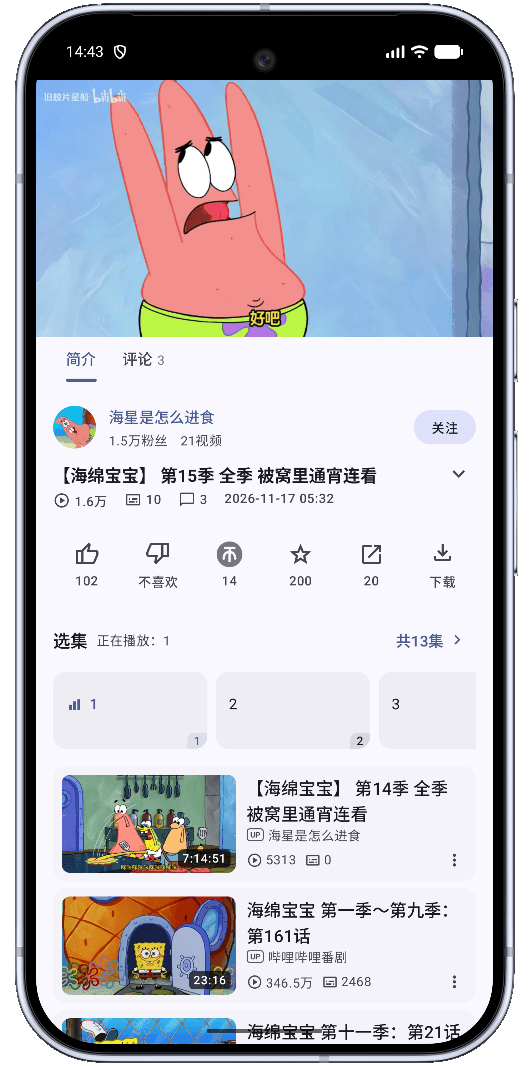 14:43
旧胶片星船 bilibili
好吧
简介 评论 3
海星是怎么进食
1.5万粉丝 21视频
关注
【海绵宝宝】 第15季 全季 被窝里通宵连看
1.6万 10 3 2026-11-17 05:32
102 不喜欢 14 200 20 下载
选集 正在播放：1 共13集
1 2 3
1 2
【海绵宝宝】 第14季 全季
被窝里通宵连看
UP 海星是怎么进食
5313 0
7:14:51
海绵宝宝 第一季～第九季：
第161话
UP 哔哩哔哩番剧
346.5万 2468
23:16
海绵宝宝 第十一季：第21话